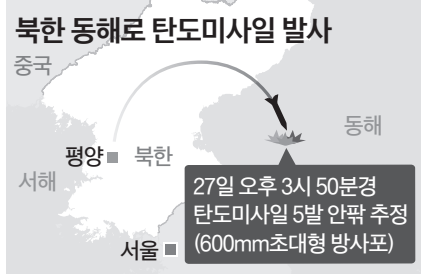 북한 동해로 탄도미사일 발사
중국
동해
평양
북한
서해
27일 오후 3시 50분경
탄도미사일 5발 안팎 추정
(600mm초대형 방사포)
서울